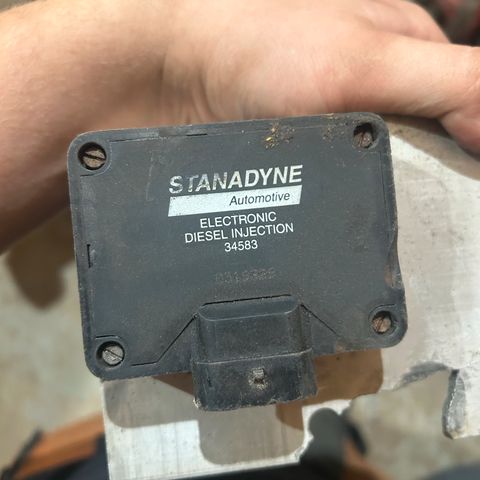 STANADYNE
Automotive
ELECTRONIC
DIESEL INJECTION
34583